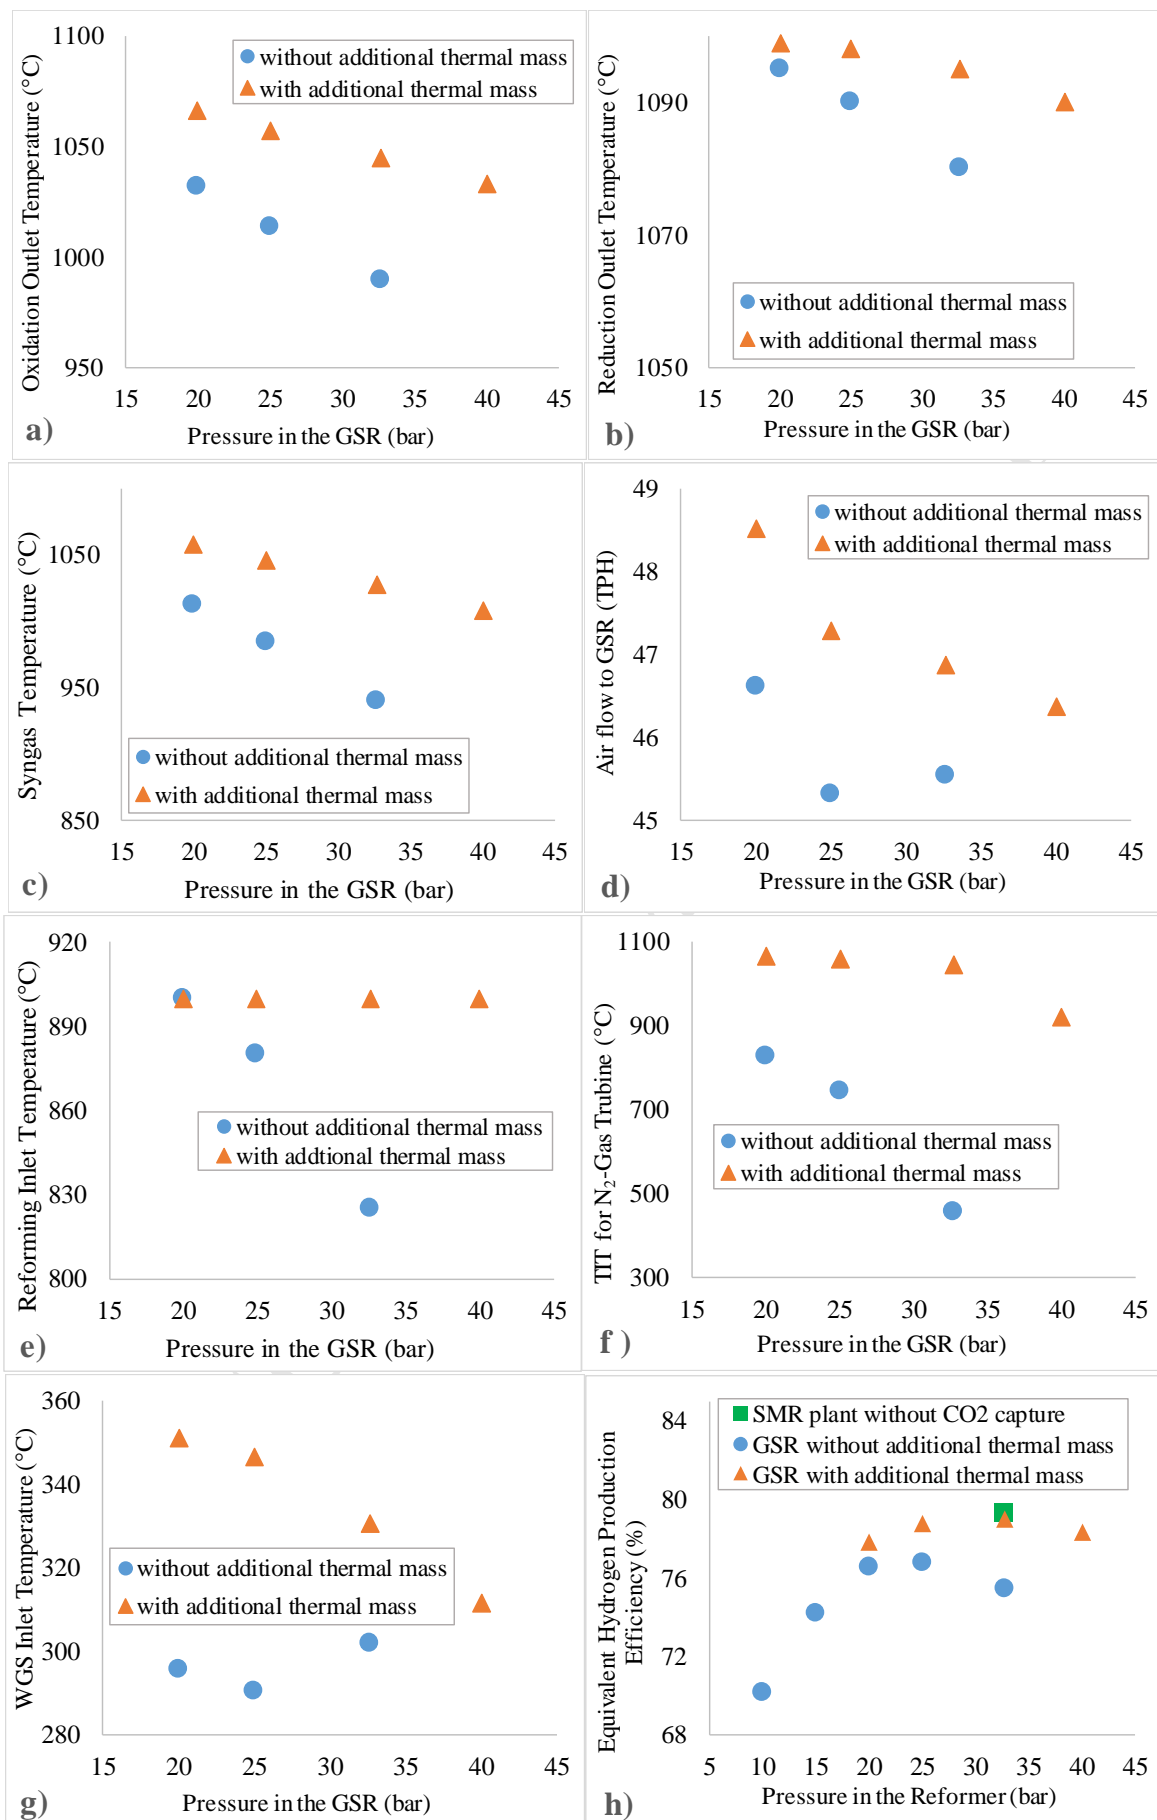 1100
1050
1000
950
Oxidation Outlet Temperature (°C)
without additional thermal mass
with additional thermal mass
15 20 25 30 35 40 45
Pressure in the GSR (bar)
a)
1090
1070
1050
Reduction Outlet Temperature (°C)
without additional thermal mass
with additional thermal mass
15 20 25 30 35 40 45
Pressure in the GSR (bar)
b)
1050
950
850
Syngas Temperature (°C)
without additional thermal mass
with additional thermal mass
15 20 25 30 35 40 45
Pressure in the GSR (bar)
c)
49
48
47
46
45
Air flow to GSR (TPH)
without additional thermal mass
with additional thermal mass
15 20 25 30 35 40 45
Pressure in the GSR (bar)
d)
920
890
860
830
800
Reforming Inlet Temperature (°C)
without additional thermal mass
with addtional thermal mass
15 20 25 30 35 40 45
Pressure in the GSR (bar)
e)
1100
900
700
500
300
TIT for N₂-Gas Trubine (°C)
without additional thermal mass
with additional thermal mass
15 20 25 30 35 40 45
Pressure in the GSR (bar)
f )
360
340
320
300
280
WGS Inlet Temperature (°C)
without additional thermal mass
with additional thermal mass
15 20 25 30 35 40 45
Pressure in the GSR (bar)
g)
84
80
76
72
68
Equivalent Hydrogen Production
Efficiency (%)
SMR plant without CO2 capture
GSR without additional thermal mass
GSR with additional thermal mass
5 10 15 20 25 30 35 40 45
Pressure in the Reformer (bar)
h)